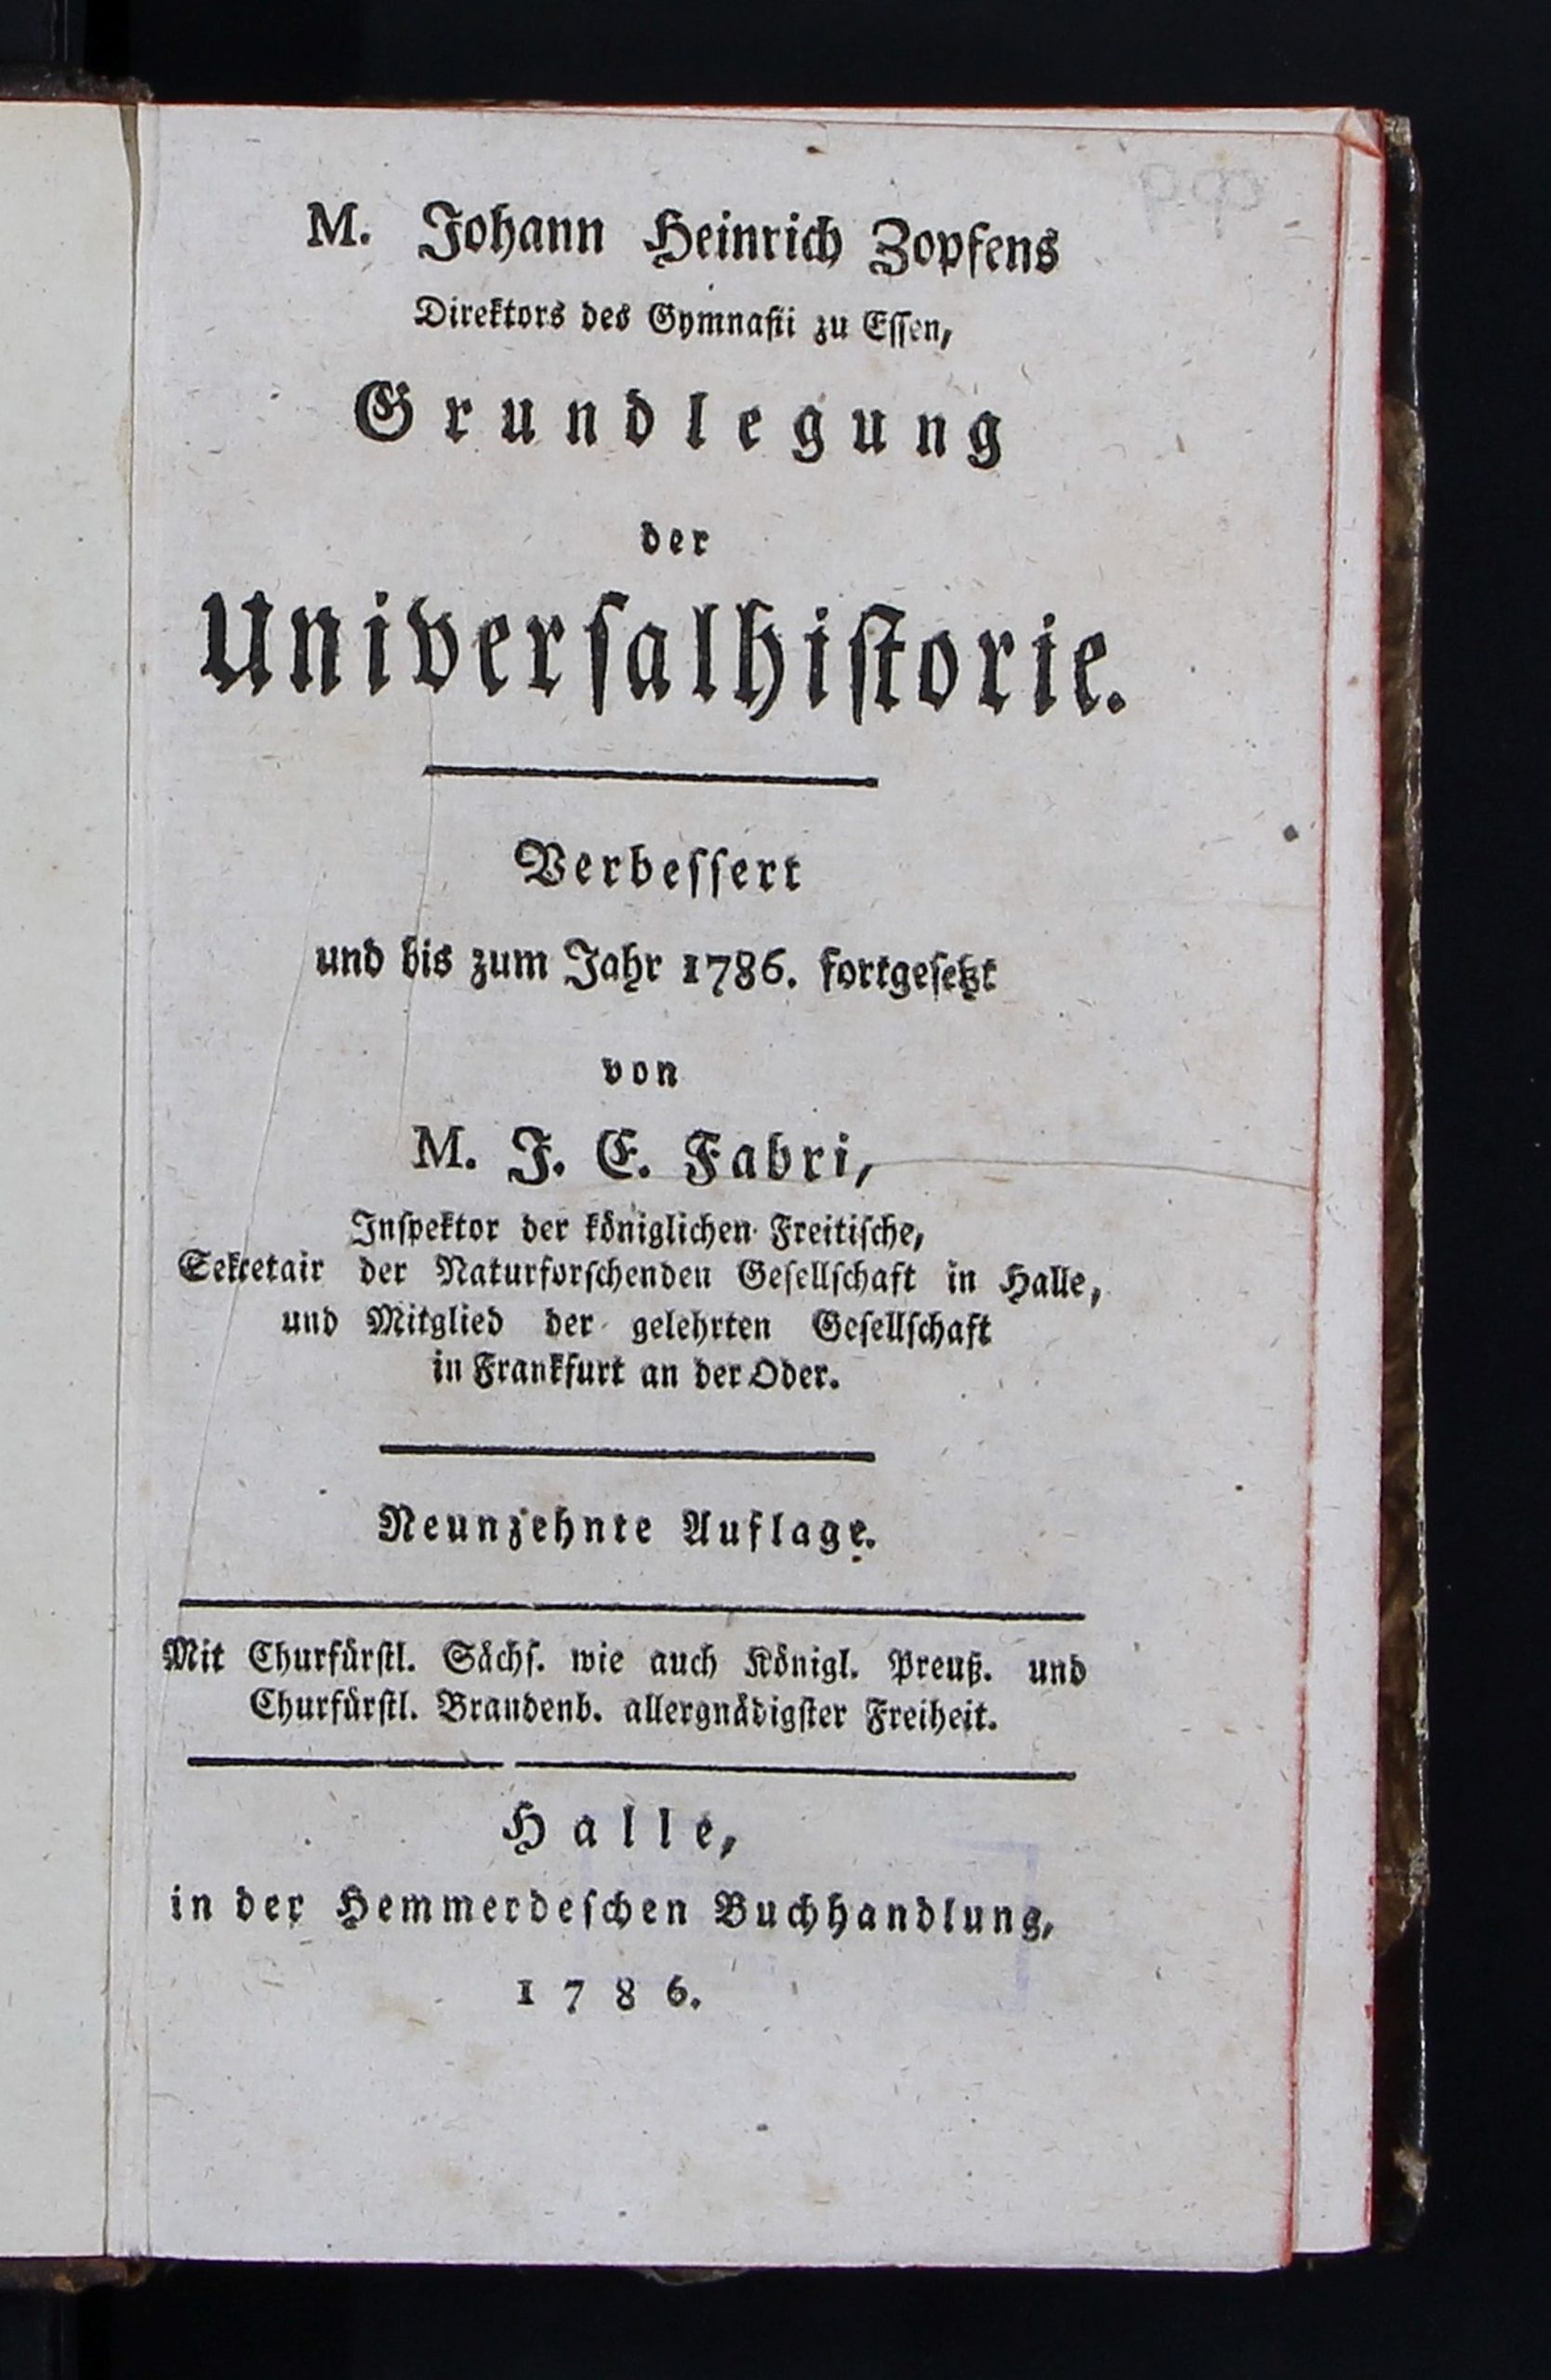 M. Johann Heinrich Zopfens
Direktors des Gymnaſii zu Eſſen,
Grundlegung
der
Univerſalhiſtorie.
Verbeſſert
und bis zum Jahr 1786. fortgeſetzt
von
M. J. E. Fabri,
Inſpektor der königlichen Freitiſche,
Sekretair der Naturforſchenden Geſellſchaft in Halle,
und Mitglied der gelehrten Geſellſchaft
in Frankfurt an der Oder.
Neunzehnte Auflage.
Mit Churfürſtl. Sächſ. wie auch Königl. Preuß. und
Churfürſtl. Brandenb. allergnädigſter Freiheit.
Halle,
in der Hemmerdeſchen Buchhandlung,
1786.